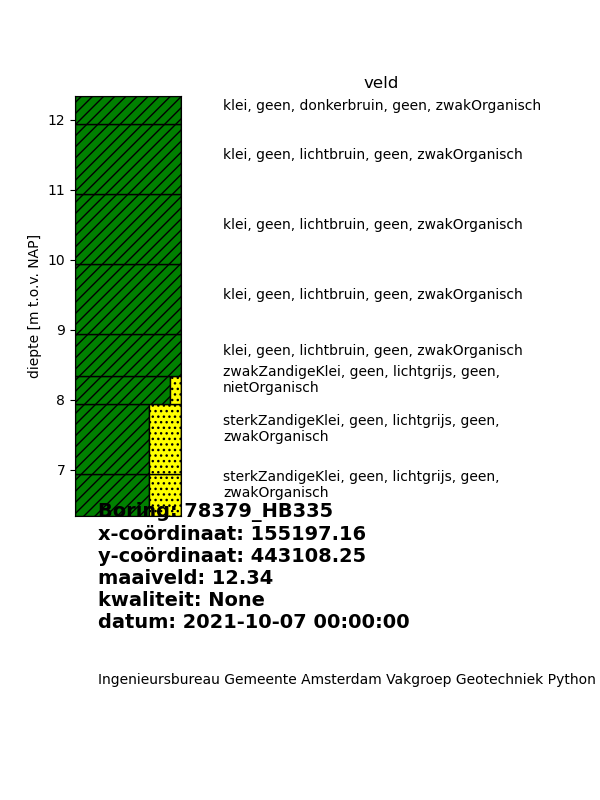 veld
klei, geen, donkerbruin, geen, zwakOrganisch
12
klei, geen, lichtbruin, geen, zwakOrganisch
11
klei, geen, lichtbruin, geen, zwakOrganisch
10
klei, geen, lichtbruin, geen, zwakOrganisch
9
klei, geen, lichtbruin, geen, zwakOrganisch
zwakZandigeKlei, geen, lichtgrijs, geen,
nietOrganisch
8
sterkZandigeKlei, geen, lichtgrijs, geen,
zwakOrganisch
7
sterkZandigeKlei, geen, lichtgrijs, geen,
zwakOrganisch
diepte [m t.o.v. NAP]
Boring: 78379_HB335
x-coördinaat: 155197.16
y-coördinaat: 443108.25
maaiveld: 12.34
kwaliteit: None
datum: 2021-10-07 00:00:00
Ingenieursbureau Gemeente Amsterdam Vakgroep Geotechniek Python